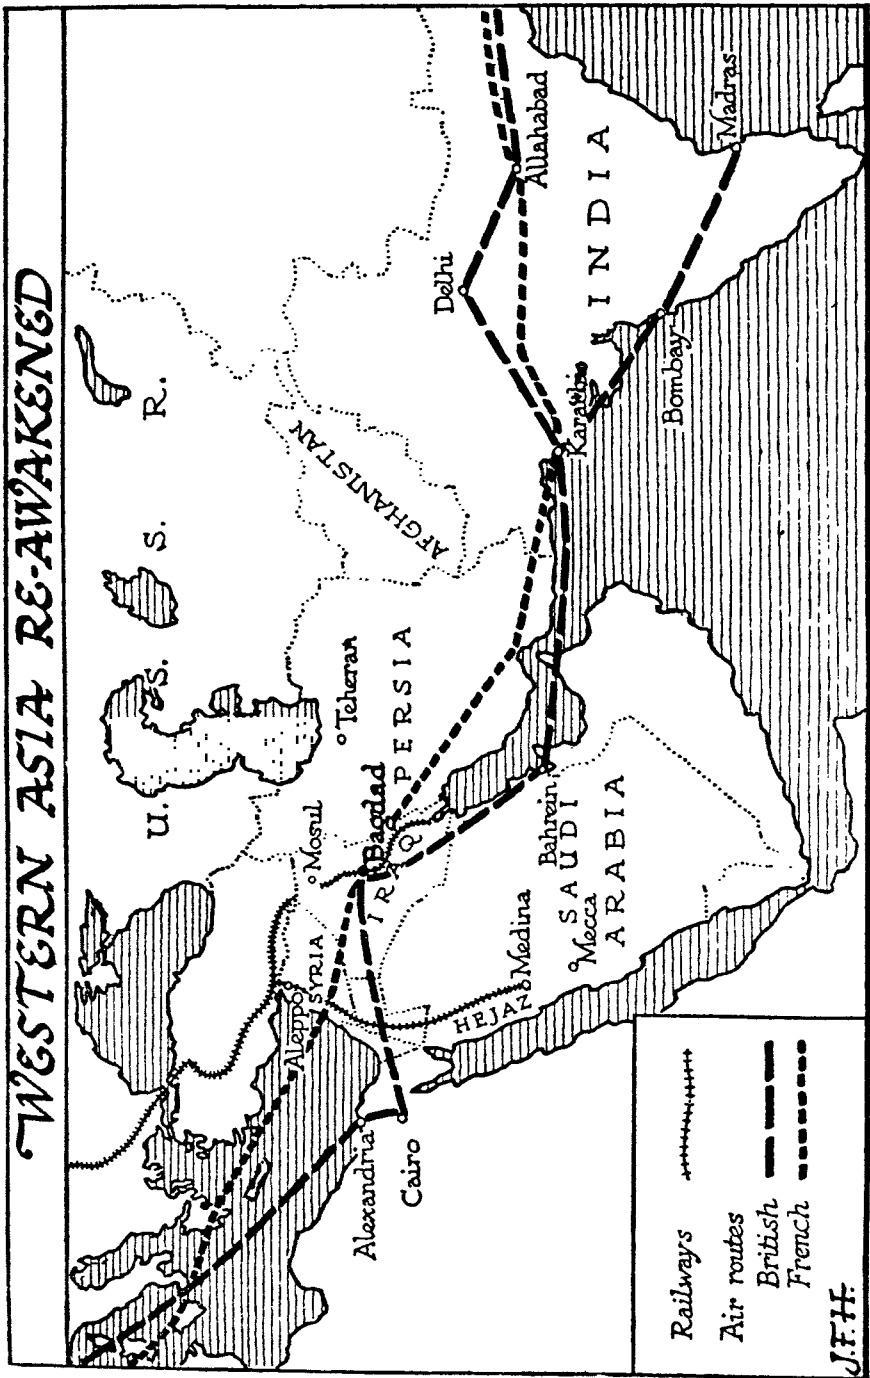 WESTERN ASIA RE-AWAKENED
U. S. S. R.
AFGHANISTAN
Teheran
PERSIA
Mosul
Bagdad
IRAQ
SYRIA
Aleppo
Alexandria
Cairo
HEJAZ
Medina
Mecca
Bahrein
SAUDI
ARABIA
Delhi
Allahabad
INDIA
Karachi
Bombay
Madras
Railways
Air routes
British
French
J.F.H.